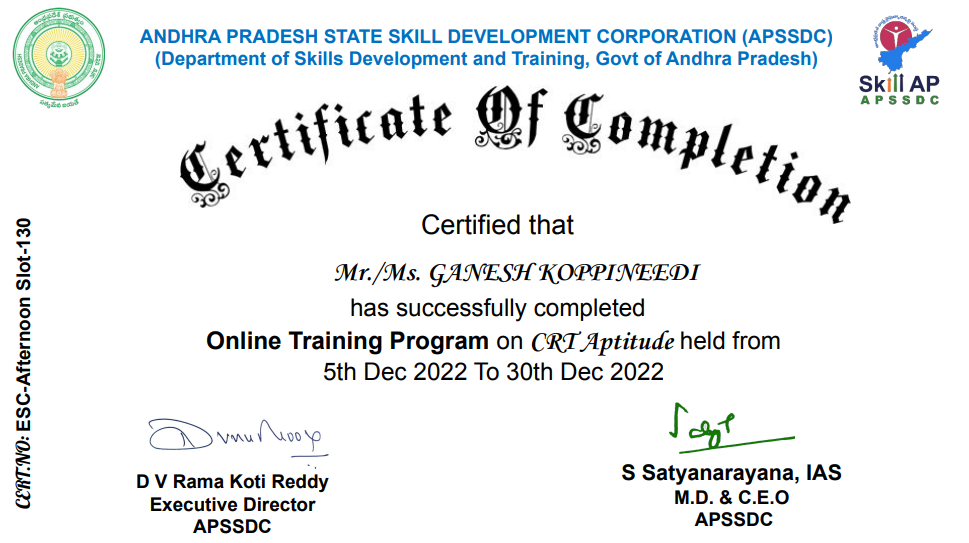 ANDHRA PRADESH STATE SKILL DEVELOPMENT CORPORATION (APSSDC)
(Department of Skills Development and Training, Govt of Andhra Pradesh)
Skill AP
APSSDC
Certificate Of Completion
Certified that
Mr./Ms. GANESH KOPPINEEDI
has successfully completed
Online Training Program on CRT Aptitude held from
5th Dec 2022 To 30th Dec 2022
CERT.NO: ESC-Afternoon Slot-130
D V Rama Koti Reddy
Executive Director
APSSDC
S Satyanarayana, IAS
M.D. & C.E.O
APSSDC